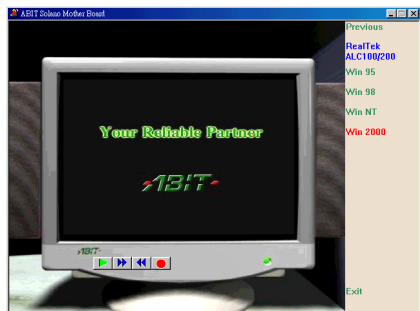 ABIT Solano Mother Board
Previous
RealTek
ALC100/200
Win 95
Win 98
Win NT
Win 2000
Exit
Your Reliable Partner
ABIT
ABIT